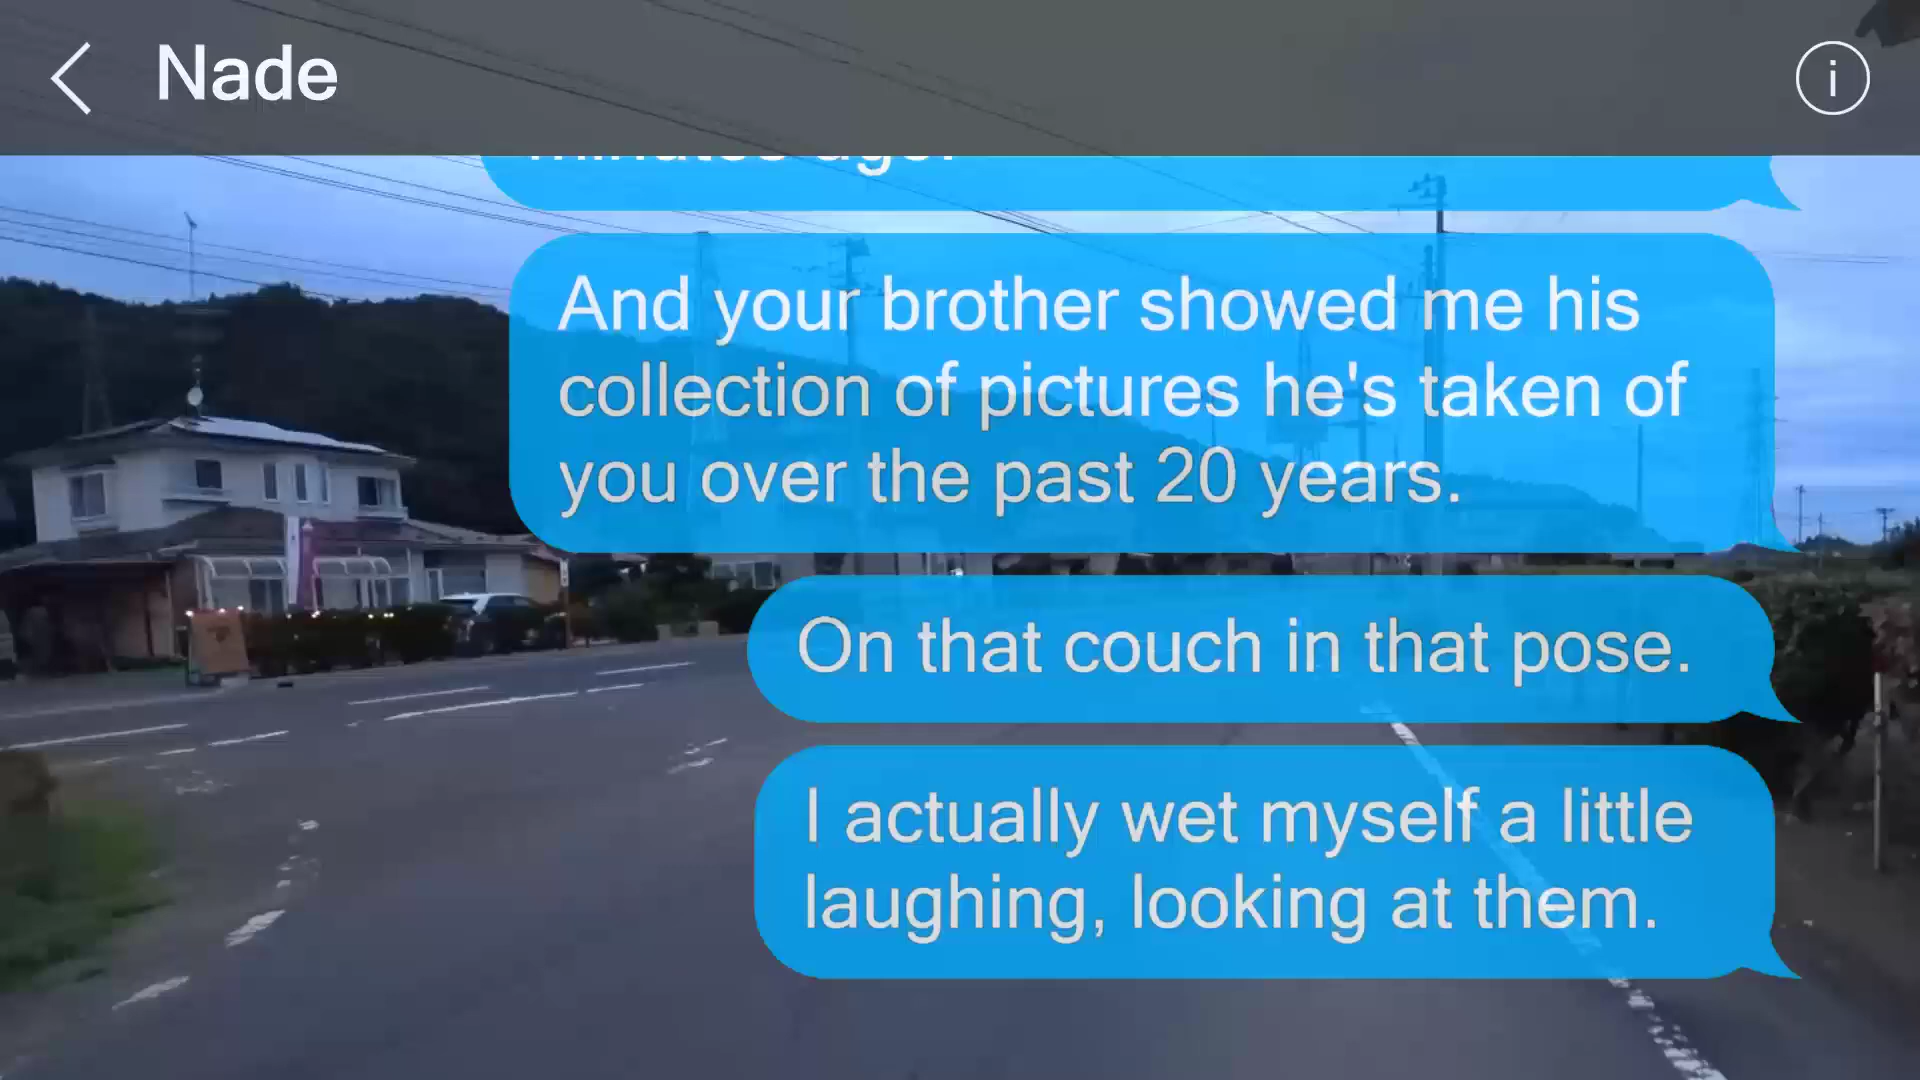 Nade
And your brother showed me his
collection of pictures he's taken of
you over the past 20 years.
On that couch in that pose.
I actually wet myself a little
laughing, looking at them.